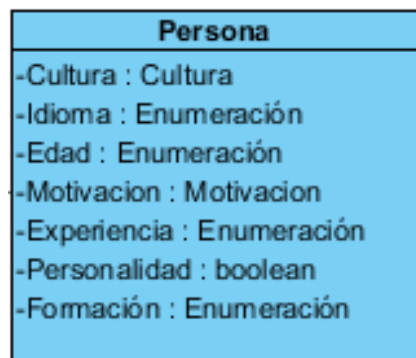 Persona
-Cultura : Cultura
-Idioma : Enumeración
-Edad : Enumeración
-Motivacion : Motivacion
-Experiencia : Enumeración
-Personalidad : boolean
-Formación : Enumeración